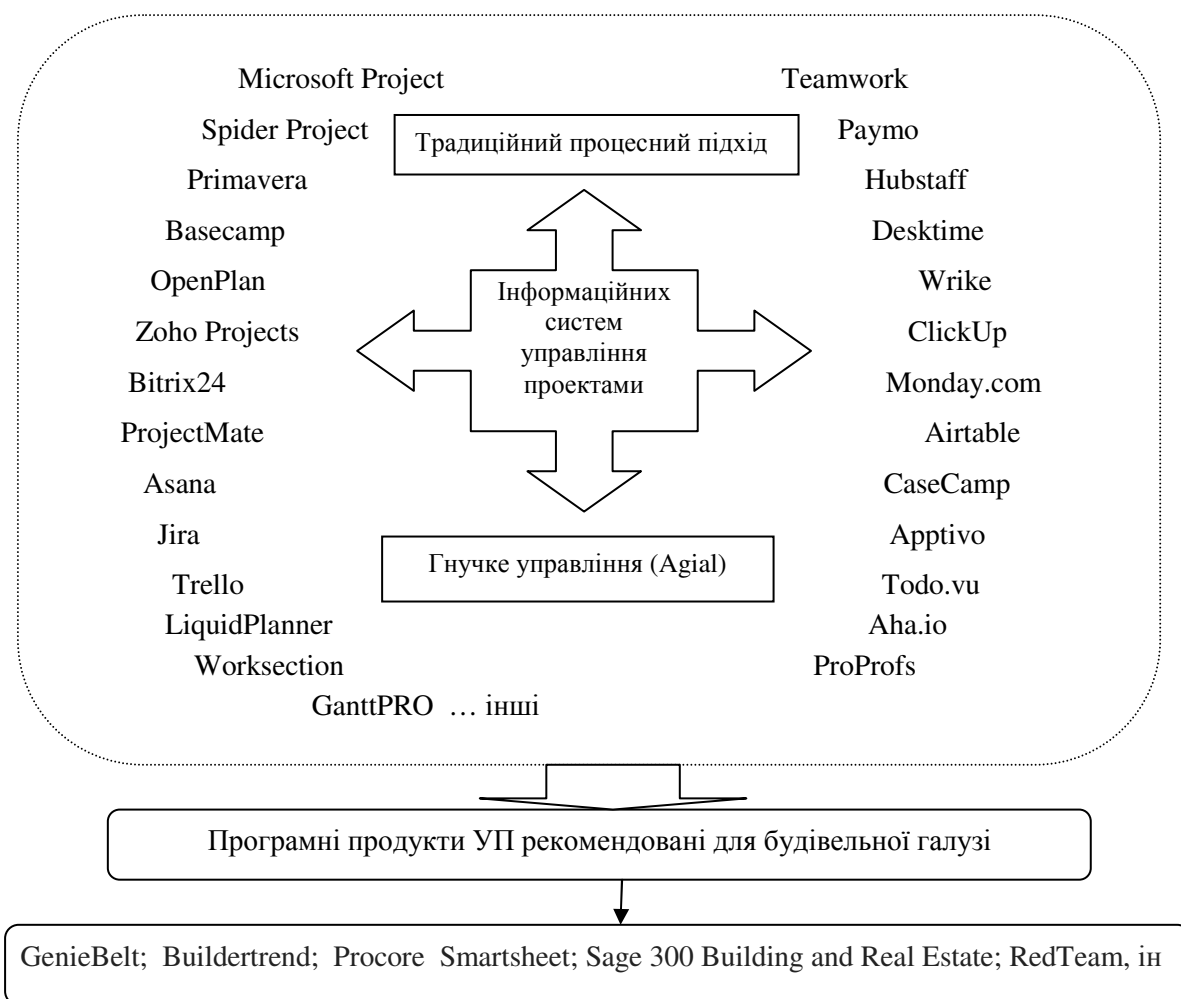 Microsoft Project
Teamwork
Spider Project
Традиційний процесний підхід
Paymo
Primavera
Hubstaff
Basecamp
Desktime
OpenPlan
Інформаційних
систем
управління
проектами
Wrike
Zoho Projects
ClickUp
Bitrix24
Monday.com
ProjectMate
Airtable
Asana
CaseCamp
Jira
Apptivo
Гнучке управління (Agial)
Trello
Todo.vu
LiquidPlanner
Aha.io
Worksection
ProProfs
GanttPRO … інші
Програмні продукти УП рекомендовані для будівельної галузі
GenieBelt; Buildertrend; Procore Smartsheet; Sage 300 Building and Real Estate; RedTeam, ін